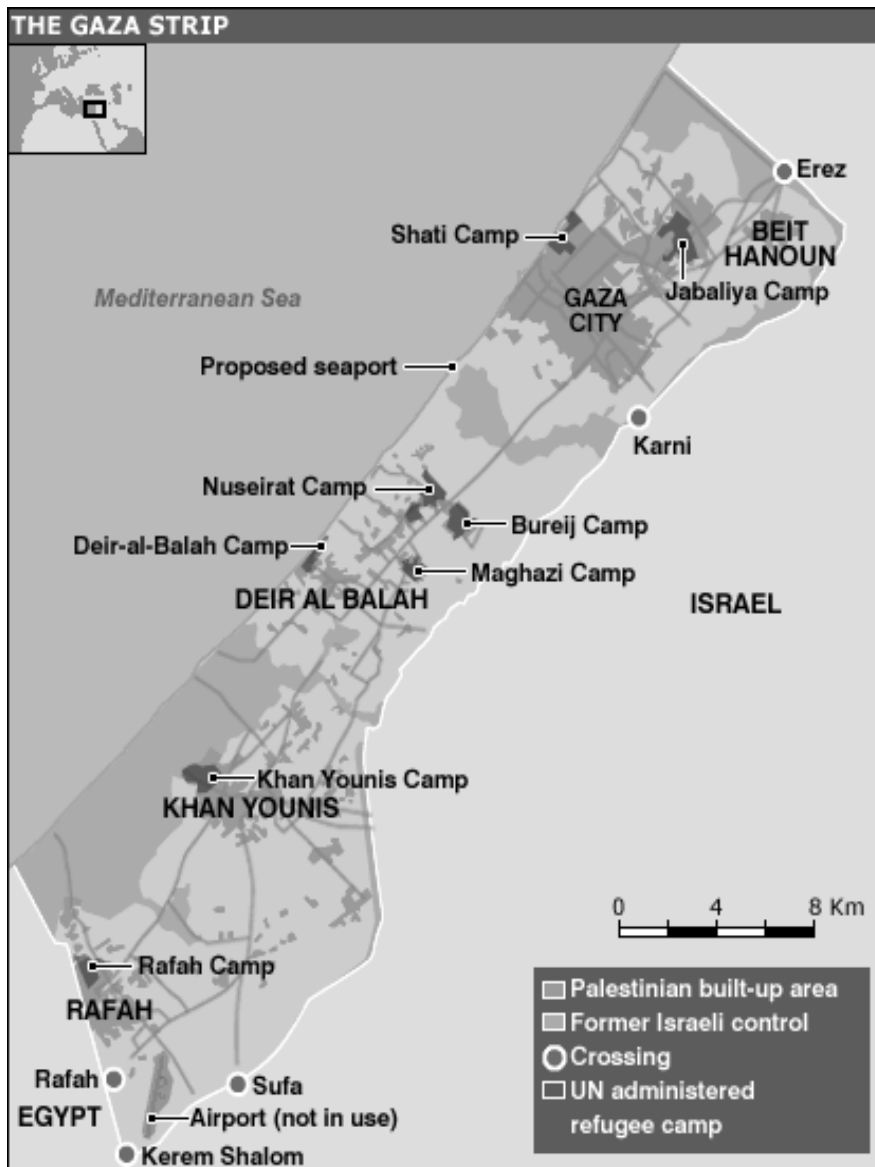 THE GAZA STRIP
Erez
Shati Camp
BEIT
HANOUN
Jabaliya Camp
Mediterranean Sea
GAZA
CITY
Proposed seaport
Karni
Nuseirat Camp
Bureij Camp
Deir-al-Balah Camp
Maghazi Camp
DEIR AL BALAH
ISRAEL
Khan Younis Camp
KHAN YOUNIS
0 4 8 Km
Rafah Camp
RAFAH
Palestinian built-up area
Former Israeli control
Crossing
UN administered
refugee camp
Rafah
Sufa
EGYPT
Airport (not in use)
Kerem Shalom